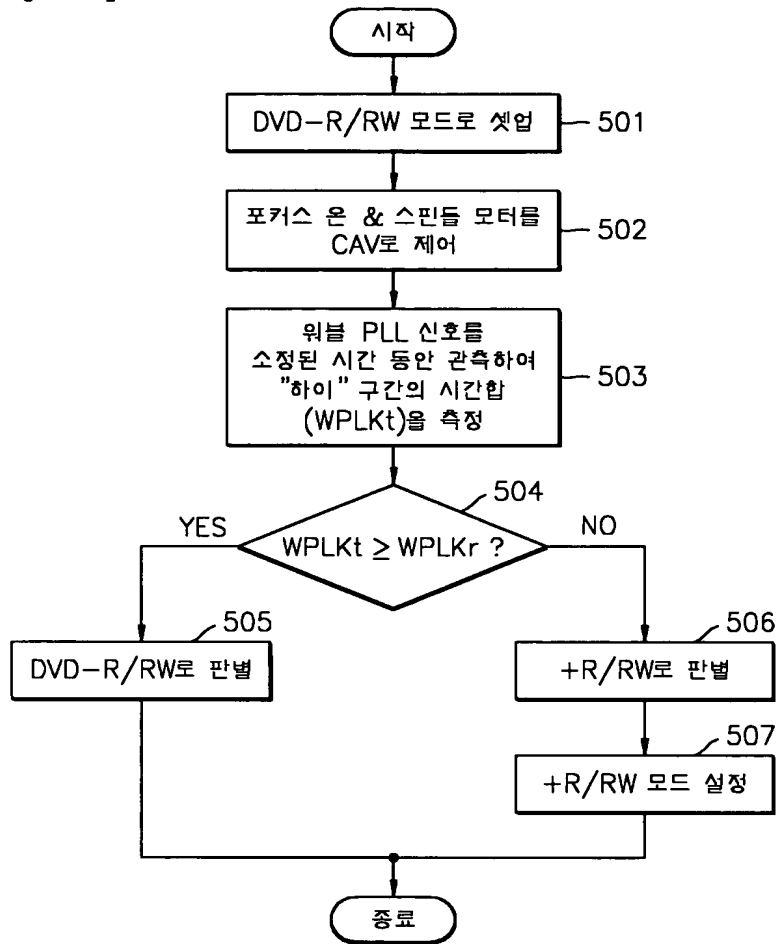 시작
DVD-R/RW 모드로 셋업
501
포커스 온 & 스핀들 모터를
CAV로 제어
502
워블 PLL 신호를
소정된 시간 동안 관측하여
"하이" 구간의 시간합
(WPLKt)을 측정
503
504
YES
WPLKt ≥ WPLKr ?
NO
505
DVD-R/RW로 판별
506
+R/RW로 판별
507
+R/RW 모드 설정
종료